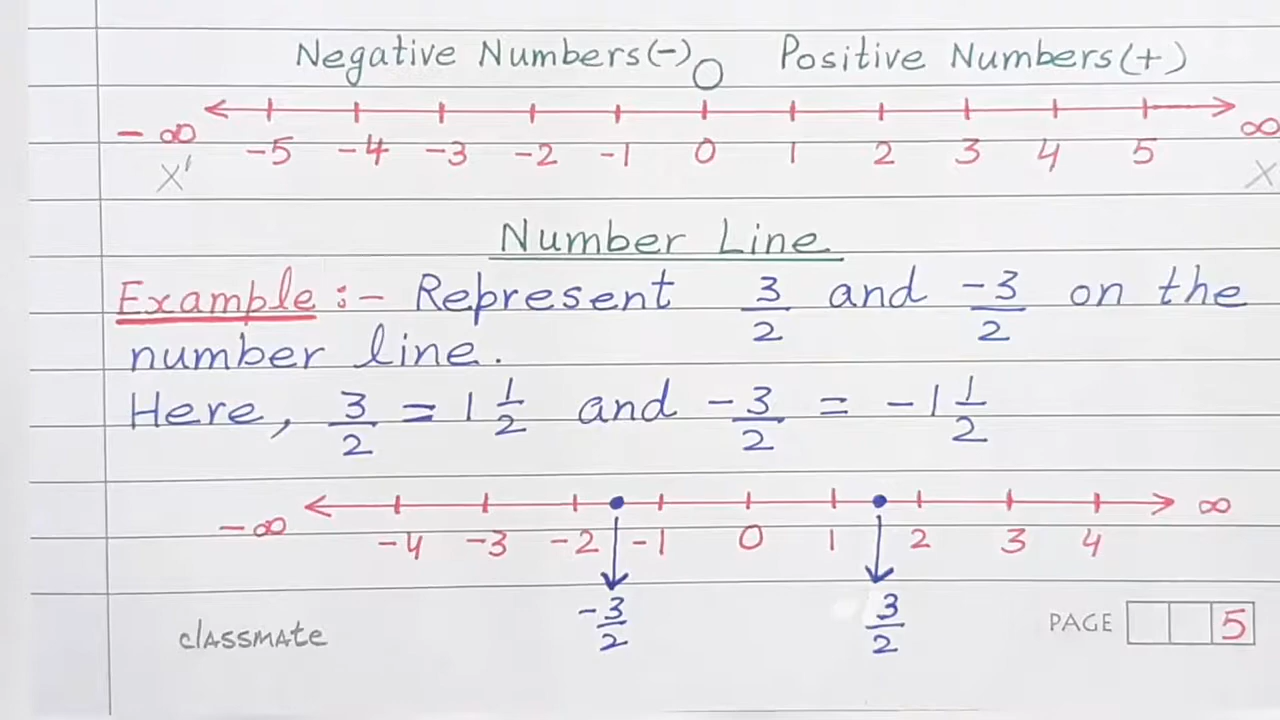 Negative Numbers(-) 0 Positive Numbers(+)
-∞ -5 -4 -3 -2 -1 0 1 2 3 4 5 ∞
X' X
Number Line
Example :- Represent 3/2 and -3/2 on the
number line.
Here, 3/2 = 1 1/2 and -3/2 = -1 1/2
-∞ -4 -3 -2 -1 0 1 2 3 4 ∞
-3/2 3/2
classmate PAGE 5